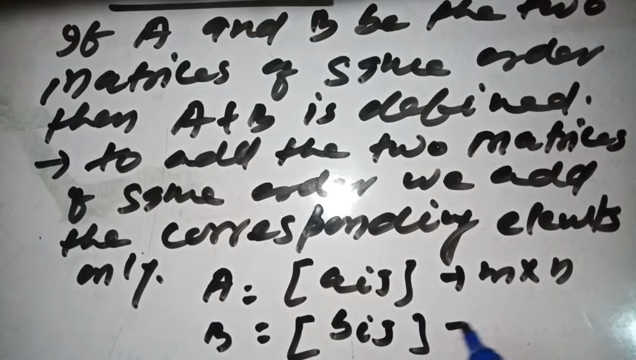 If A and B be the two
matrices of same order
then A+B is defined.
→ to add the two matrices
of same order we add
the corresponding elements
only. A = [aij] → m×n
B = [bij] -